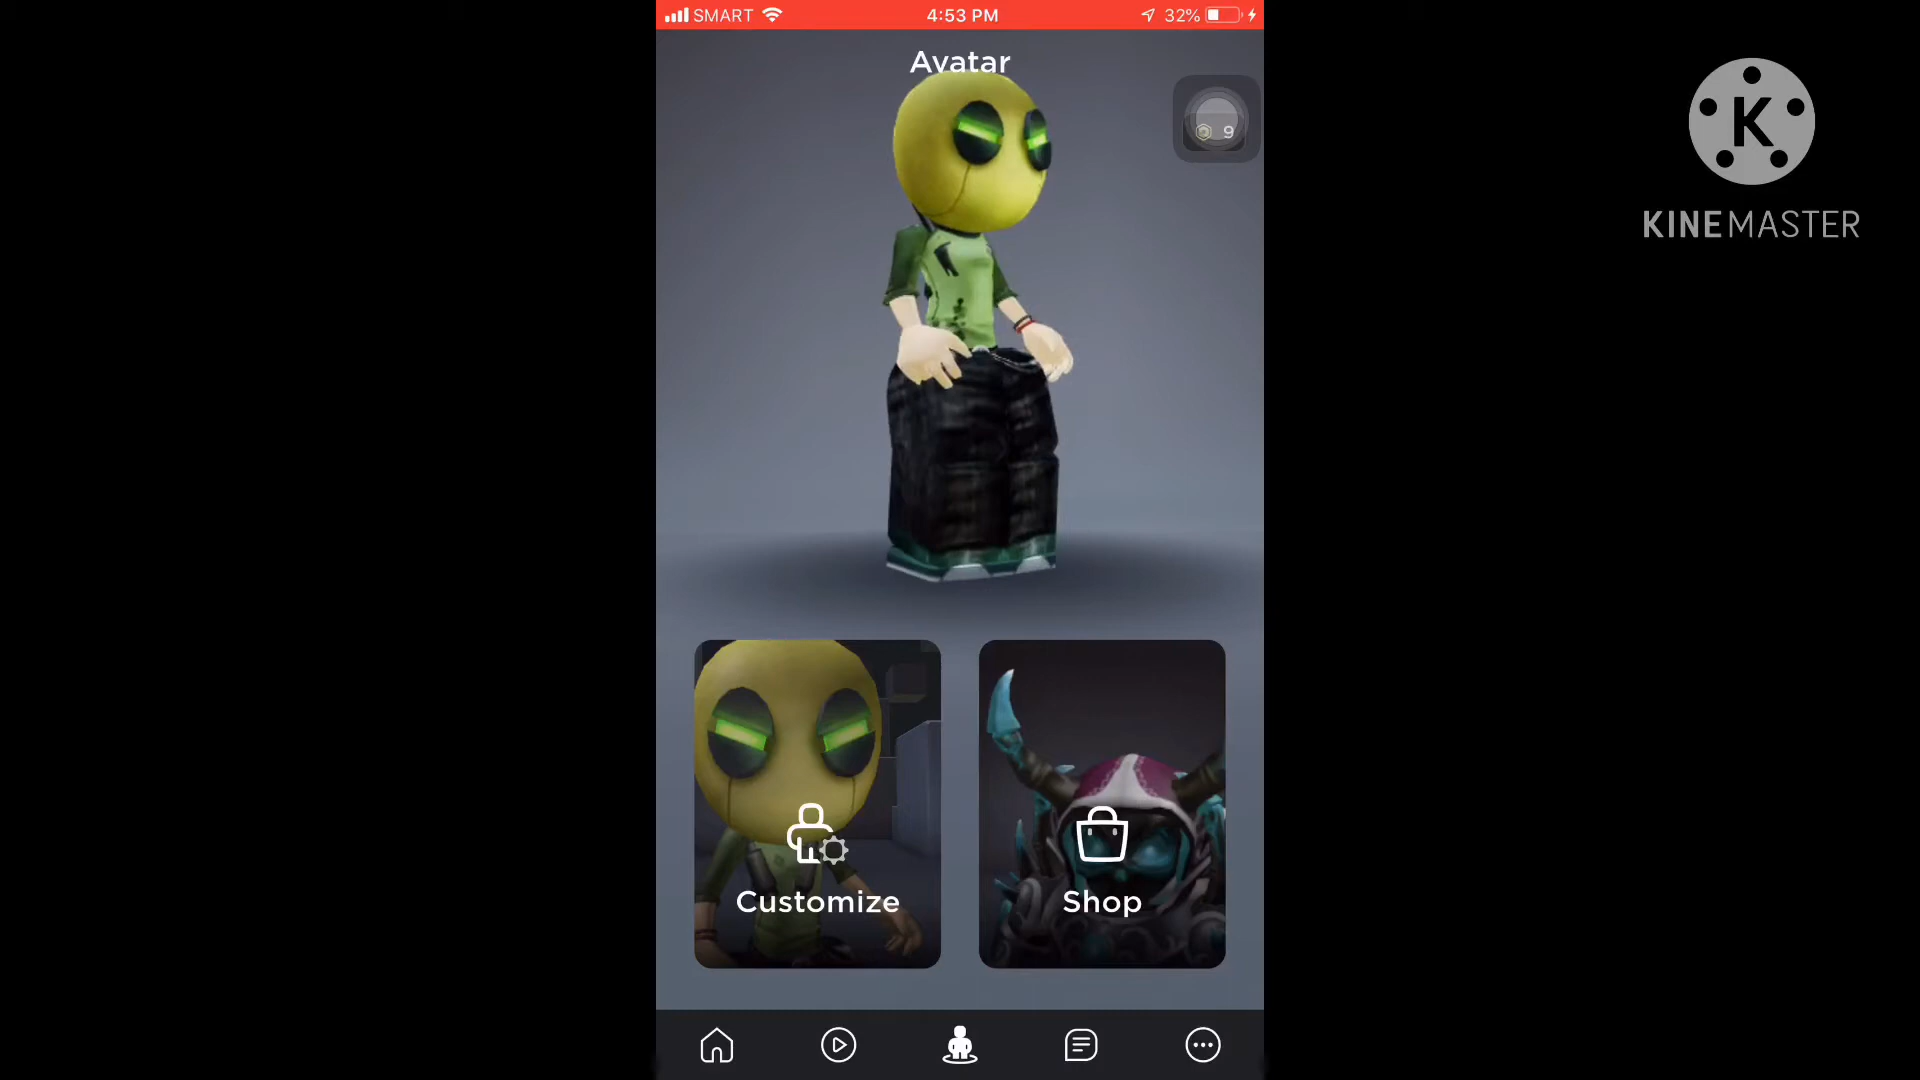 SMART
4:53 PM
32%
Avatar
9
K
KINEMASTER
Customize
Shop